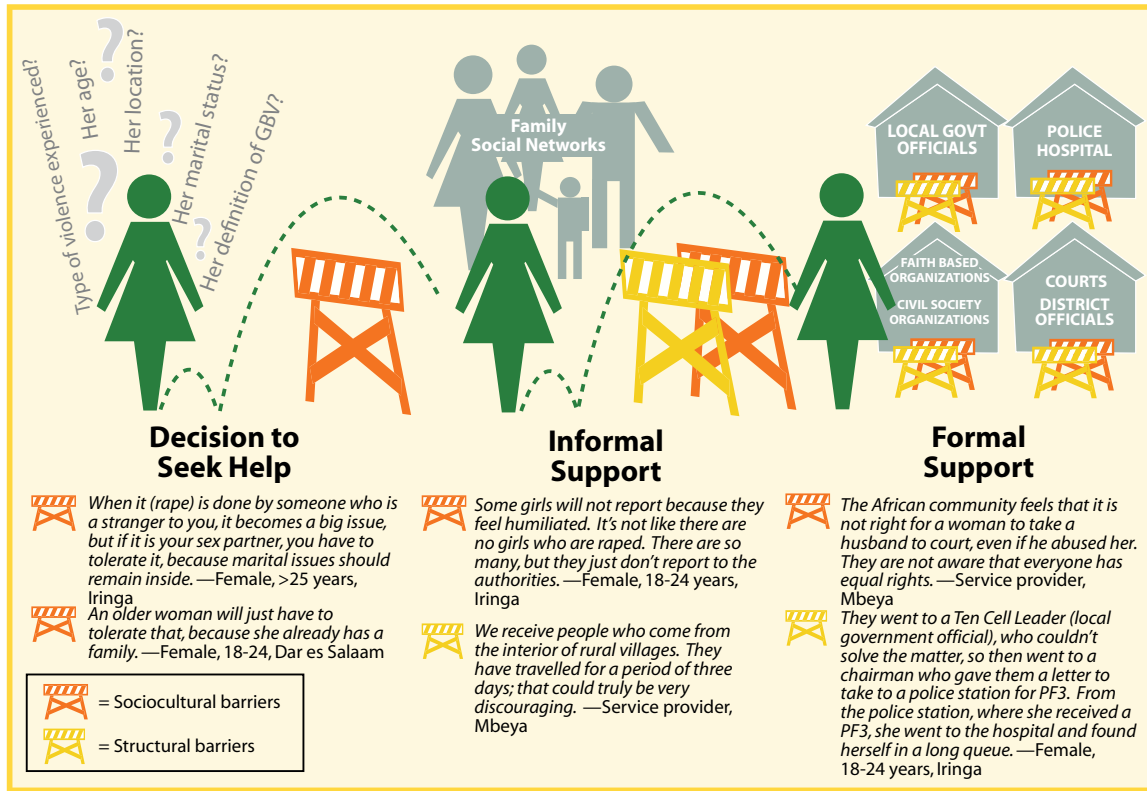 Type of violence experienced?
Her age?
Her location?
Her marital status?
Her definition of GBV?
?
?
?
?
Family
Social Networks
LOCAL GOVT
OFFICIALS
POLICE
HOSPITAL
FAITH BASED
ORGANIZATIONS
CIVIL SOCIETY
ORGANIZATIONS
COURTS
DISTRICT
OFFICIALS
Decision to
Seek Help
When it (rape) is done by someone who is
a stranger to you, it becomes a big issue,
but if it is your sex partner, you have to
tolerate it, because marital issues should
remain inside. —Female, >25 years,
Iringa
An older woman will just have to
tolerate that, because she already has a
family. —Female, 18-24, Dar es Salaam
= Sociocultural barriers
= Structural barriers
Informal
Support
Some girls will not report because they
feel humiliated. It's not like there are
no girls who are raped. There are so
many, but they just don't report to the
authorities. —Female, 18-24 years,
Iringa
We receive people who come from
the interior of rural villages. They
have travelled for a period of three
days; that could truly be very
discouraging. —Service provider,
Mbeya
Formal
Support
The African community feels that it is
not right for a woman to take a
husband to court, even if he abused her.
They are not aware that everyone has
equal rights. —Service provider,
Mbeya
They went to a Ten Cell Leader (local
government official), who couldn't
solve the matter, so then went to a
chairman who gave them a letter to
take to a police station for PF3. From
the police station, where she received a
PF3, she went to the hospital and found
herself in a long queue. —Female,
18-24 years, Iringa